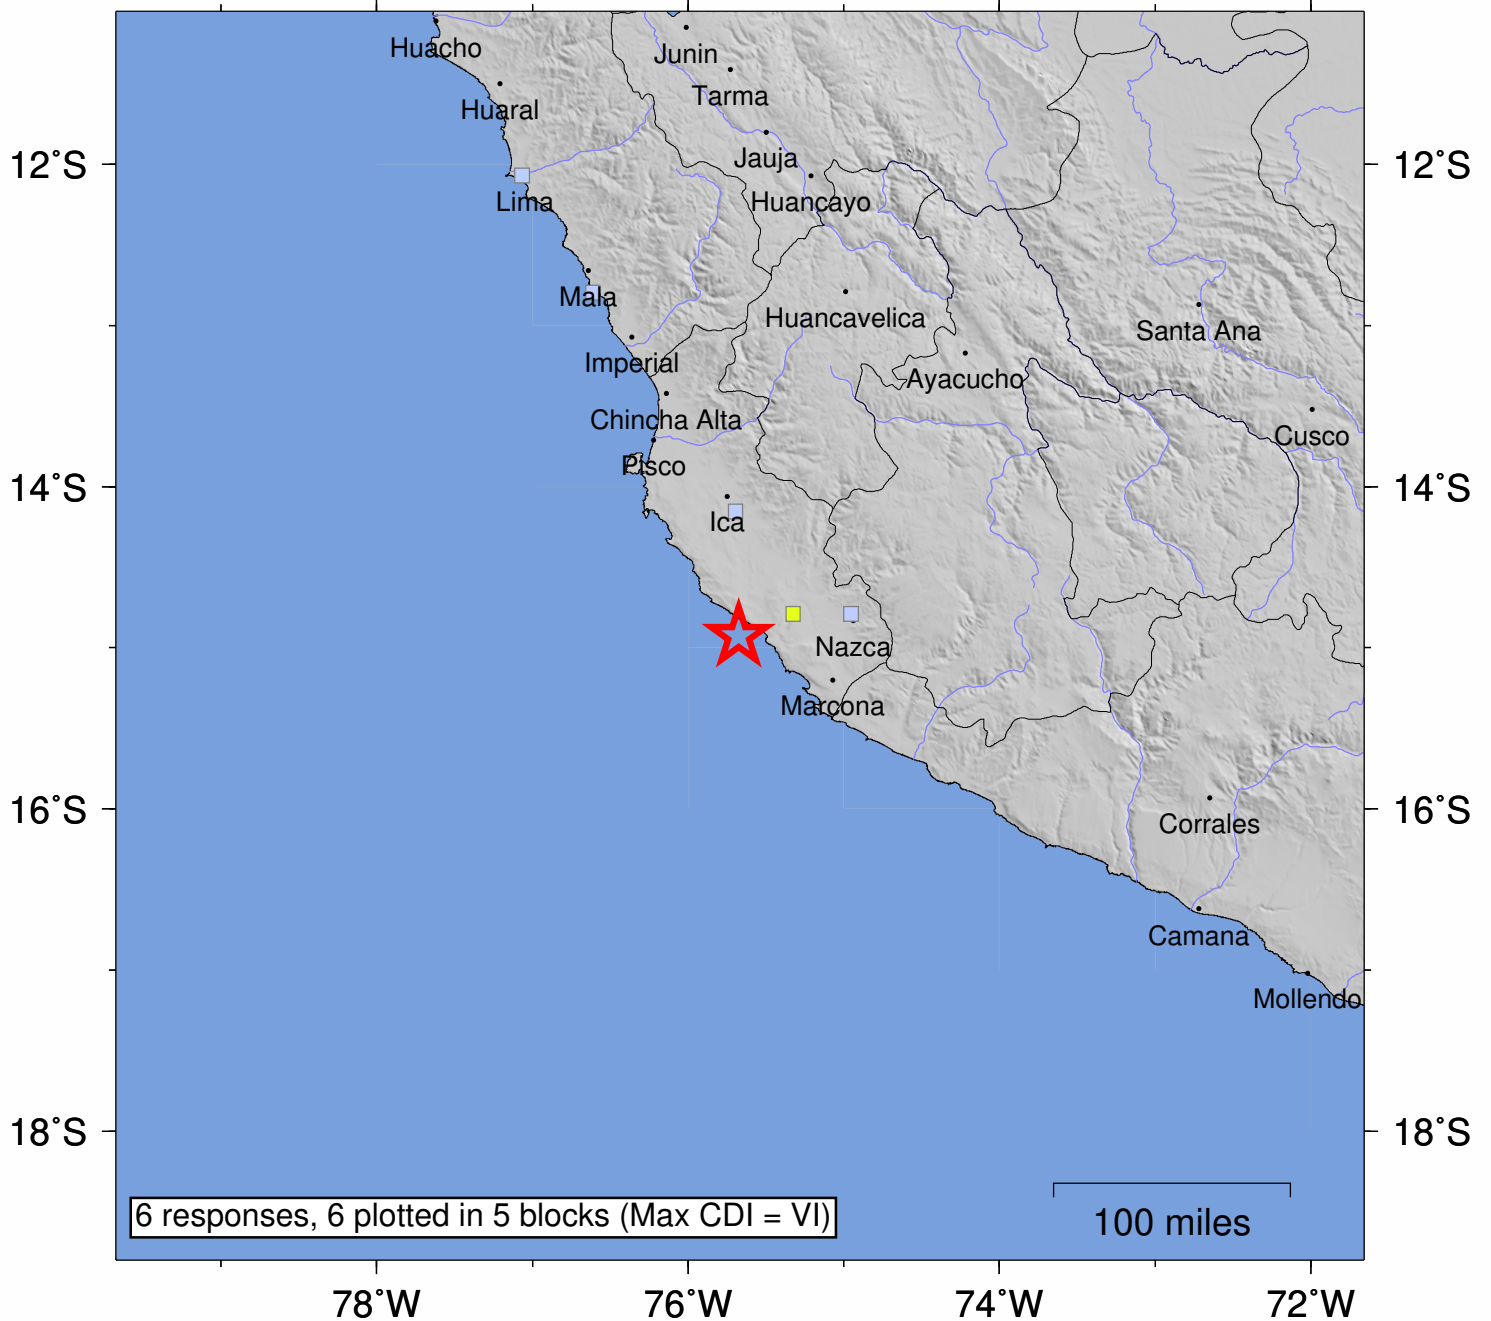 Huacho
Junin
Tarma
Huaral
12˚S
12˚S
Jauja
Lima
Huancayo
Mala
Huancavelica
Santa Ana
Imperial
Ayacucho
Chincha Alta
Cusco
Pisco
14˚S
14˚S
Ica
Nazca
Marcona
16˚S
16˚S
Corrales
Camana
Mollendo
18˚S
18˚S
6 responses, 6 plotted in 5 blocks (Max CDI = VI)
100 miles
78˚W
76˚W
74˚W
72˚W